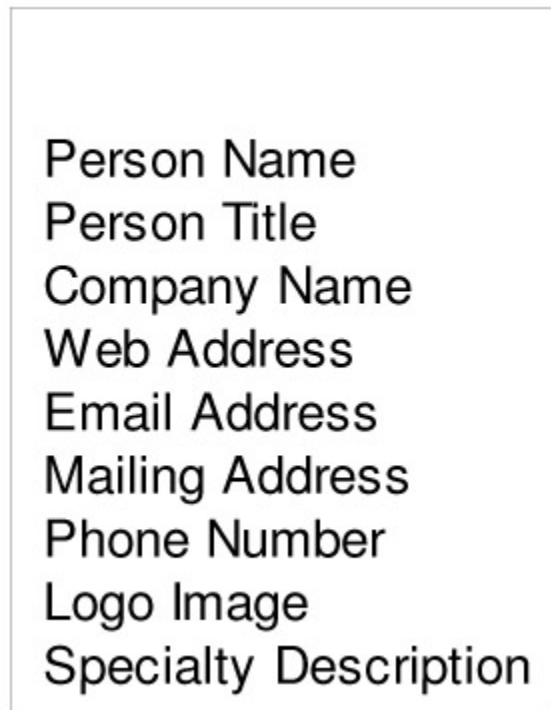 Person Name
Person Title
Company Name
Web Address
Email Address
Mailing Address
Phone Number
Logo Image
Specialty Description